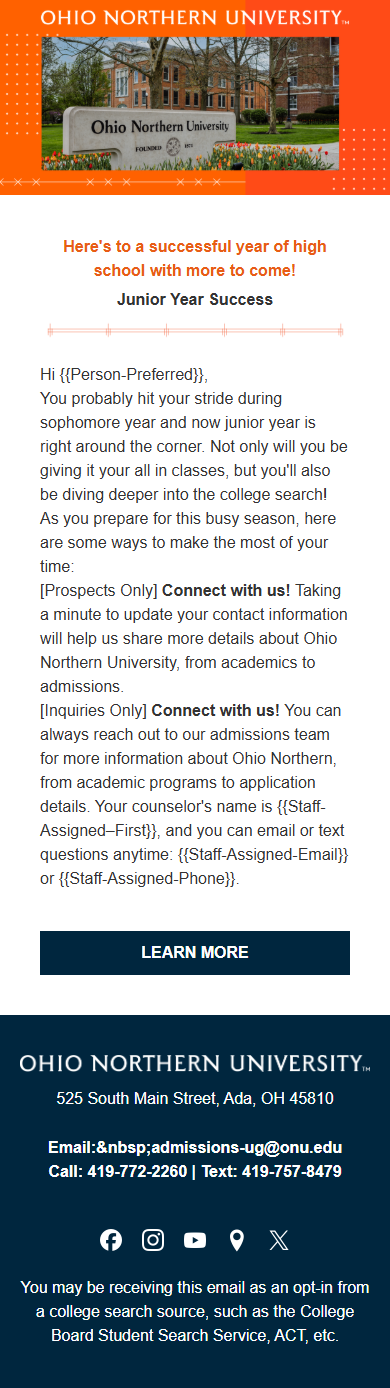 OHIO NORTHERN UNIVERSITY™
Ohio Northern University
FOUNDED 1871
Here's to a successful year of high
school with more to come!
Junior Year Success
Hi {{Person-Preferred}},
You probably hit your stride during
sophomore year and now junior year is
right around the corner. Not only will you be
giving it your all in classes, but you'll also
be diving deeper into the college search!
As you prepare for this busy season, here
are some ways to make the most of your
time:
[Prospects Only] Connect with us! Taking
a minute to update your contact information
will help us share more details about Ohio
Northern University, from academics to
admissions.
[Inquiries Only] Connect with us! You can
always reach out to our admissions team
for more information about Ohio Northern,
from academic programs to application
details. Your counselor's name is {{Staff-
Assigned–First}}, and you can email or text
questions anytime: {{Staff-Assigned-Email}}
or {{Staff-Assigned-Phone}}.
LEARN MORE
OHIO NORTHERN UNIVERSITY™
525 South Main Street, Ada, OH 45810
Email:&nbsp;admissions-ug@onu.edu
Call: 419-772-2260 | Text: 419-757-8479
You may be receiving this email as an opt-in from
a college search source, such as the College
Board Student Search Service, ACT, etc.